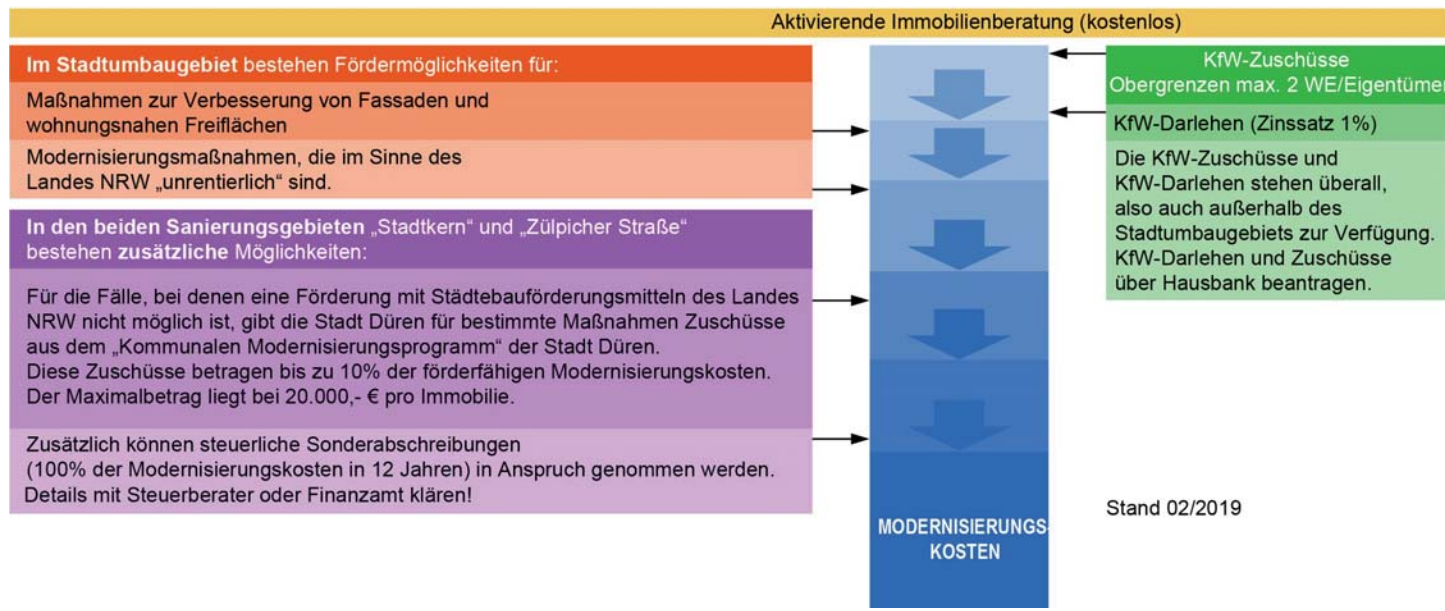 Aktivierende Immobilienberatung (kostenlos)
Im Stadtumbaugebiet bestehen Fördermöglichkeiten für:
Maßnahmen zur Verbesserung von Fassaden und
wohnungsnahen Freiflächen
Modernisierungsmaßnahmen, die im Sinne des
Landes NRW „unrentierlich“ sind.
In den beiden Sanierungsgebieten „Stadtkern“ und „Zülpicher Straße“
bestehen zusätzliche Möglichkeiten:
Für die Fälle, bei denen eine Förderung mit Städtebauförderungsmitteln des Landes
NRW nicht möglich ist, gibt die Stadt Düren für bestimmte Maßnahmen Zuschüsse
aus dem „Kommunalen Modernisierungsprogramm“ der Stadt Düren.
Diese Zuschüsse betragen bis zu 10% der förderfähigen Modernisierungskosten.
Der Maximalbetrag liegt bei 20.000,- € pro Immobilie.
Zusätzlich können steuerliche Sonderabschreibungen
(100% der Modernisierungskosten in 12 Jahren) in Anspruch genommen werden.
Details mit Steuerberater oder Finanzamt klären!
MODERNISIERUNGS-
KOSTEN
KfW-Zuschüsse
Obergrenzen max. 2 WE/Eigentümer
KfW-Darlehen (Zinssatz 1%)
Die KfW-Zuschüsse und
KfW-Darlehen stehen überall,
also auch außerhalb des
Stadtumbaugebiets zur Verfügung.
KfW-Darlehen und Zuschüsse
über Hausbank beantragen.
Stand 02/2019